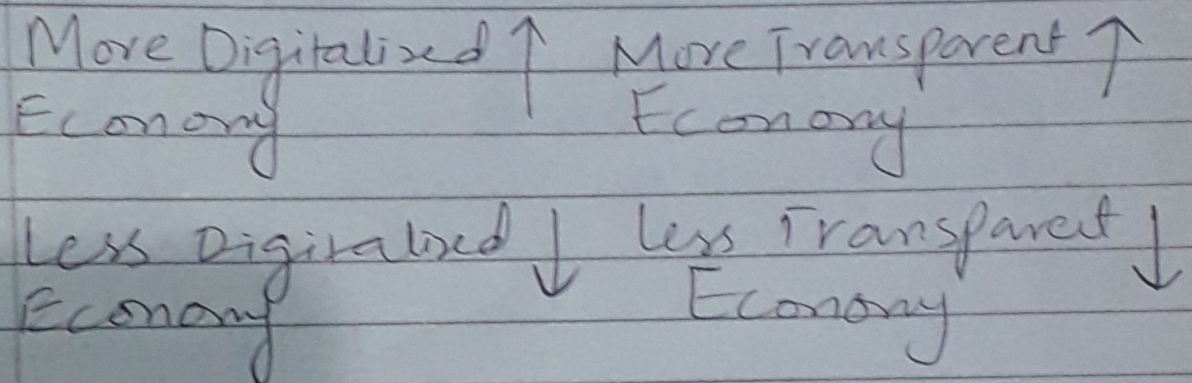 More Digitalized ↑ More Transparent ↑
Economy Economy
Less Digitalized ↓ less Transparent ↓
Economy Economy